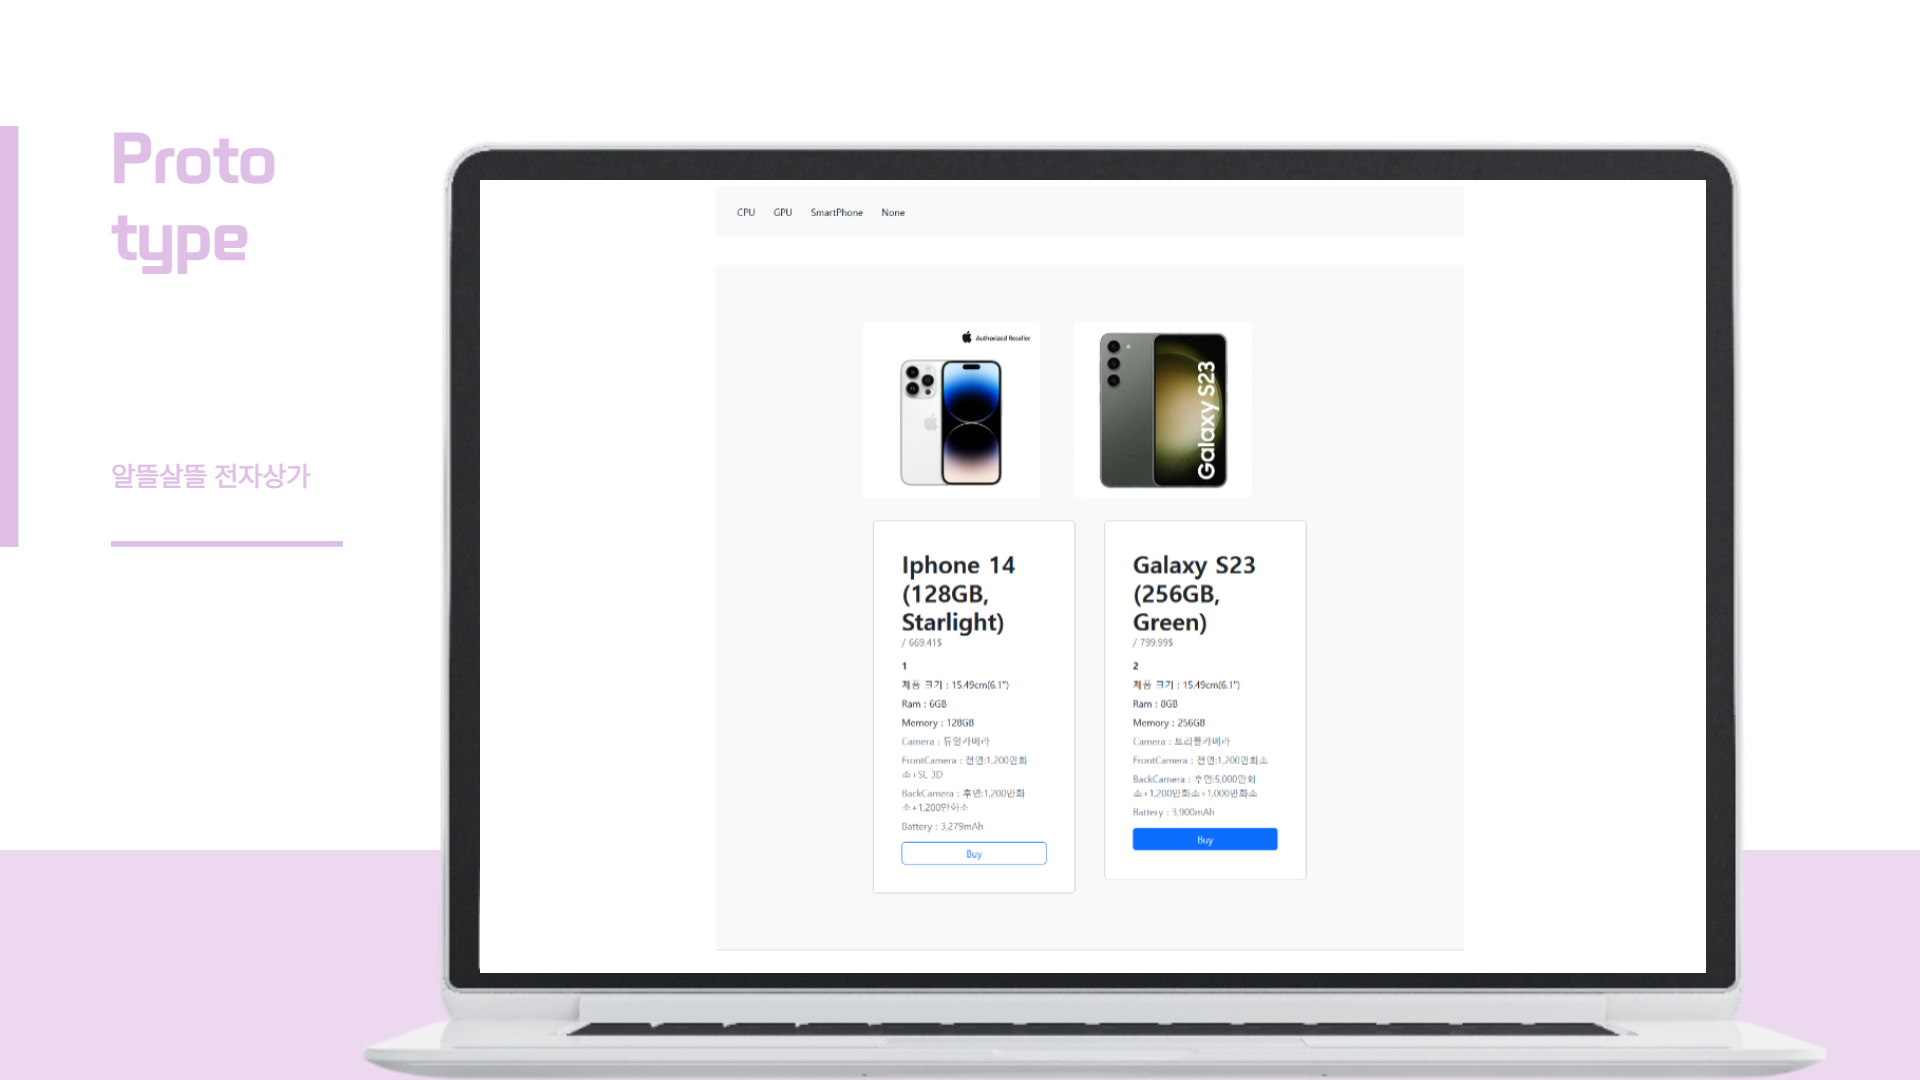 Proto
type
알뜰살뜰 전자상가
CPU GPU SmartPhone None
Authorized Reseller
Galaxy S23
Iphone 14
(128GB,
Starlight)
/ 669.41$
1
제품 크기 : 15.49cm(6.1")
Ram : 6GB
Memory : 128GB
Camera : 듀얼카메라
FrontCamera : 전면:1,200만화
소+SL 3D
BackCamera : 후면:1,200만화
소+1,200만화소
Battery : 3,279mAh
Buy
Galaxy S23
(256GB,
Green)
/ 799.99$
2
제품 크기 : 15.49cm(6.1")
Ram : 8GB
Memory : 256GB
Camera : 트리플카메라
FrontCamera : 전면:1,200만화소
BackCamera : 후면:5,000만화
소+1,200만화소+1,000만화소
Battery : 3,900mAh
Buy